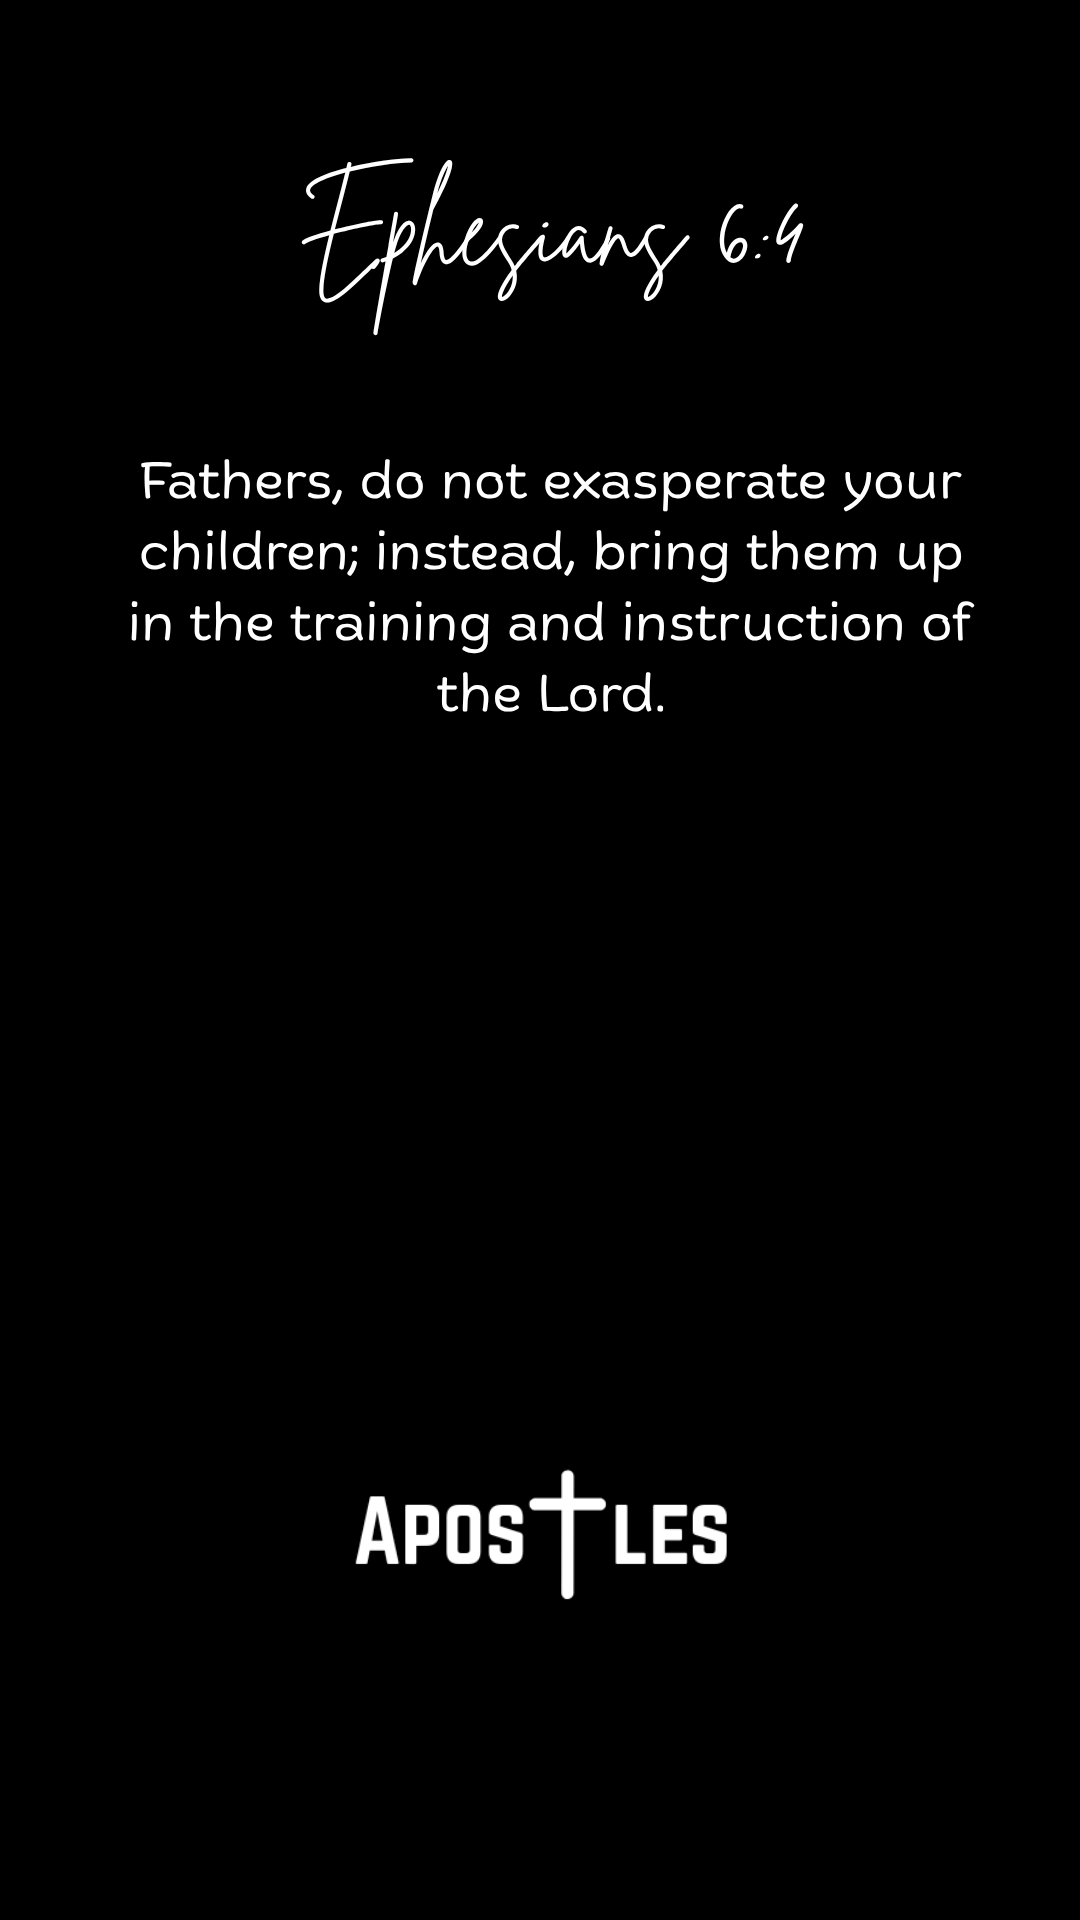 Ephesians 6:4
Fathers, do not exasperate your
children; instead, bring them up
in the training and instruction of
the Lord.
APOSTLES